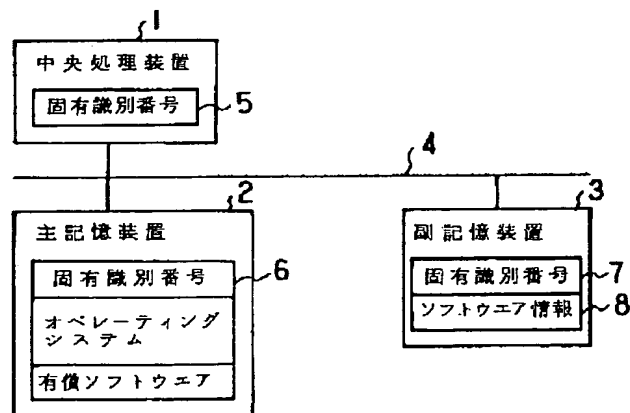 1
中央処理装置
固有識別番号
5
4
2
主記憶装置
固有識別番号
6
オペレーティング
システム
有償ソフトウエア
3
副記憶装置
固有識別番号
7
ソフトウエア情報
8